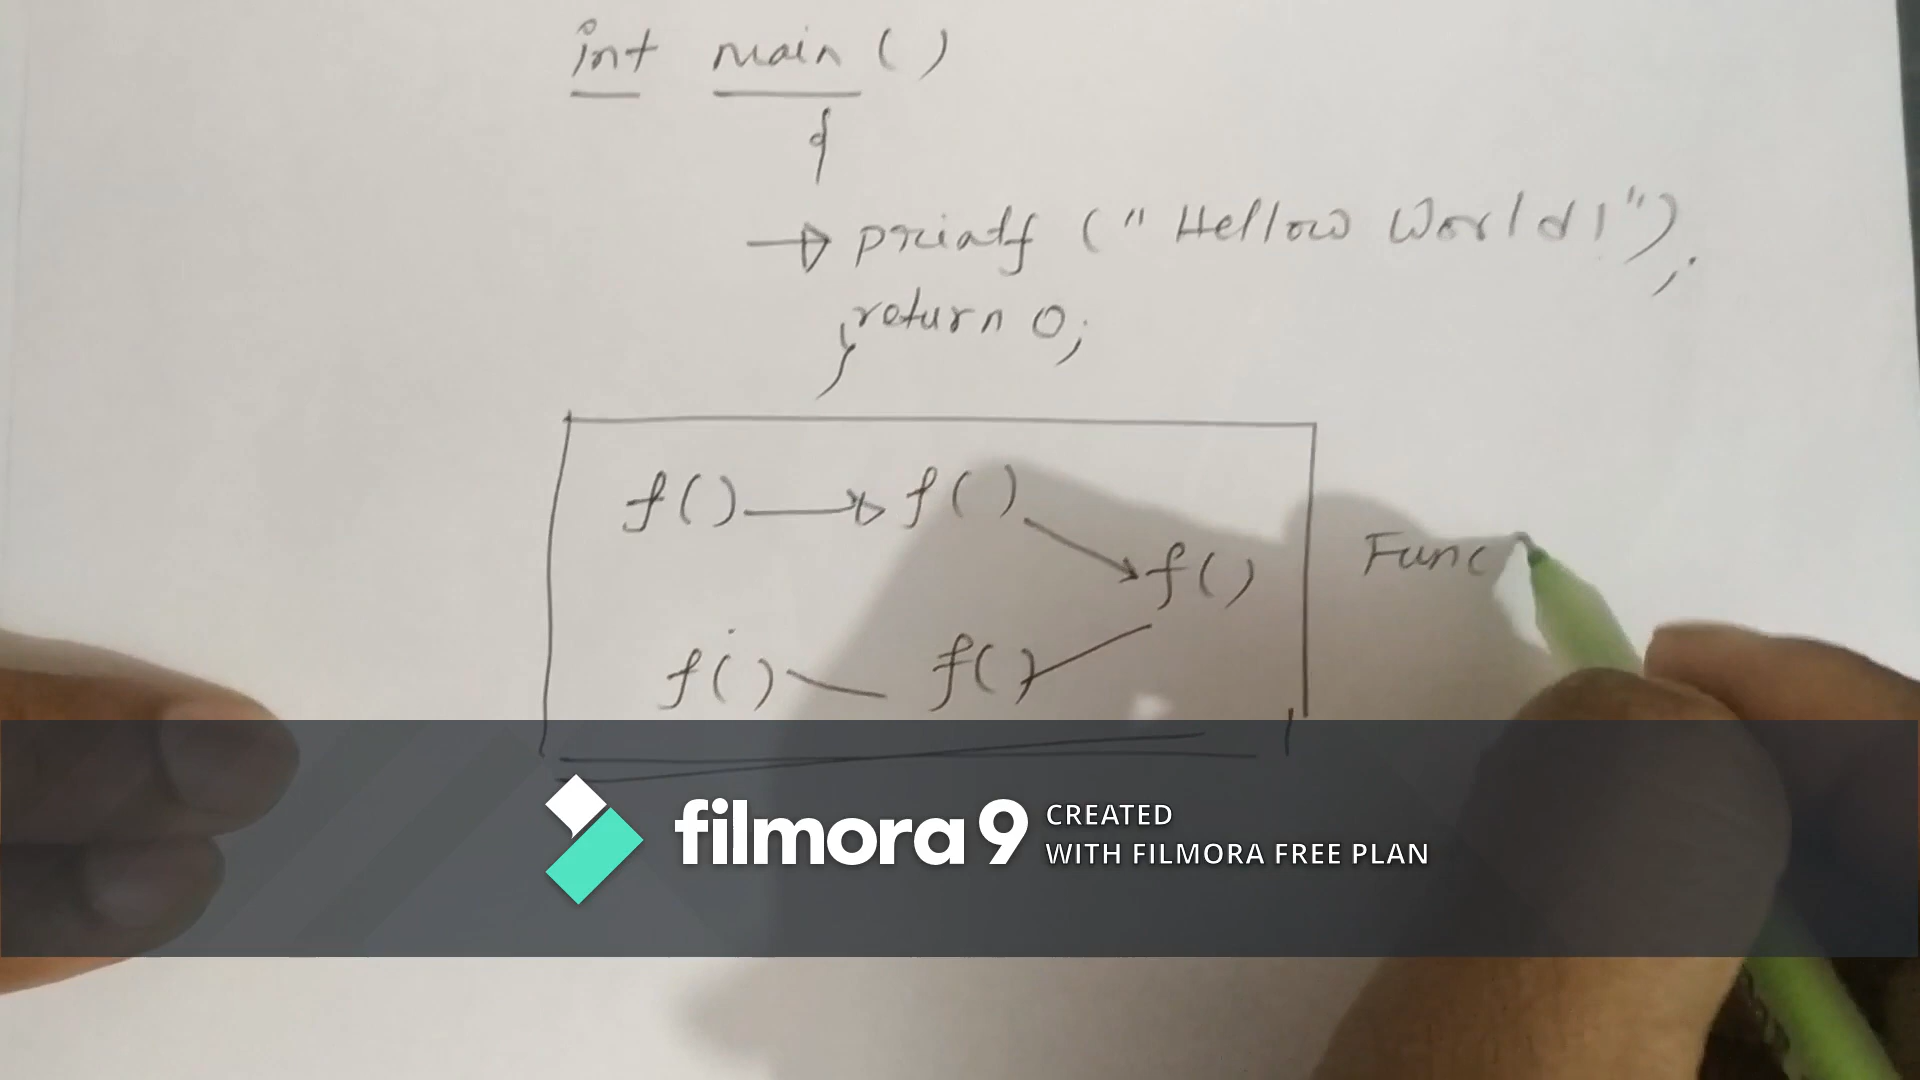 int main ( )
{
printf ( " Hellow World ! " ) ;
return 0 ;
}
f ( ) f ( )
f ( )
Func
f ( ) f ( )
filmora 9 CREATED
WITH FILMORA FREE PLAN